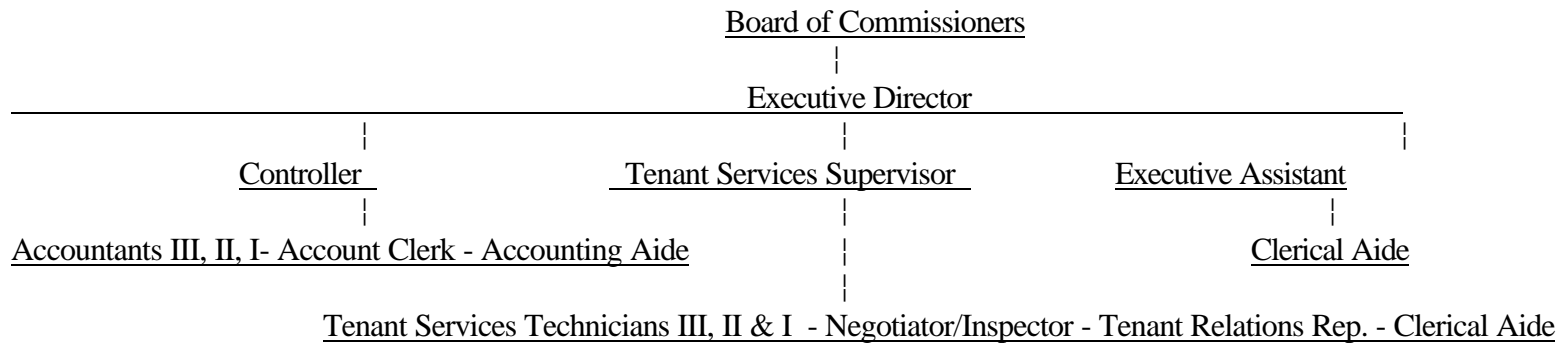 Board of Commissioners
Executive Director
Controller Tenant Services Supervisor Executive Assistant
Accountants III, II, I- Account Clerk - Accounting Aide Clerical Aide
Tenant Services Technicians III, II & I - Negotiator/Inspector - Tenant Relations Rep. - Clerical Aide